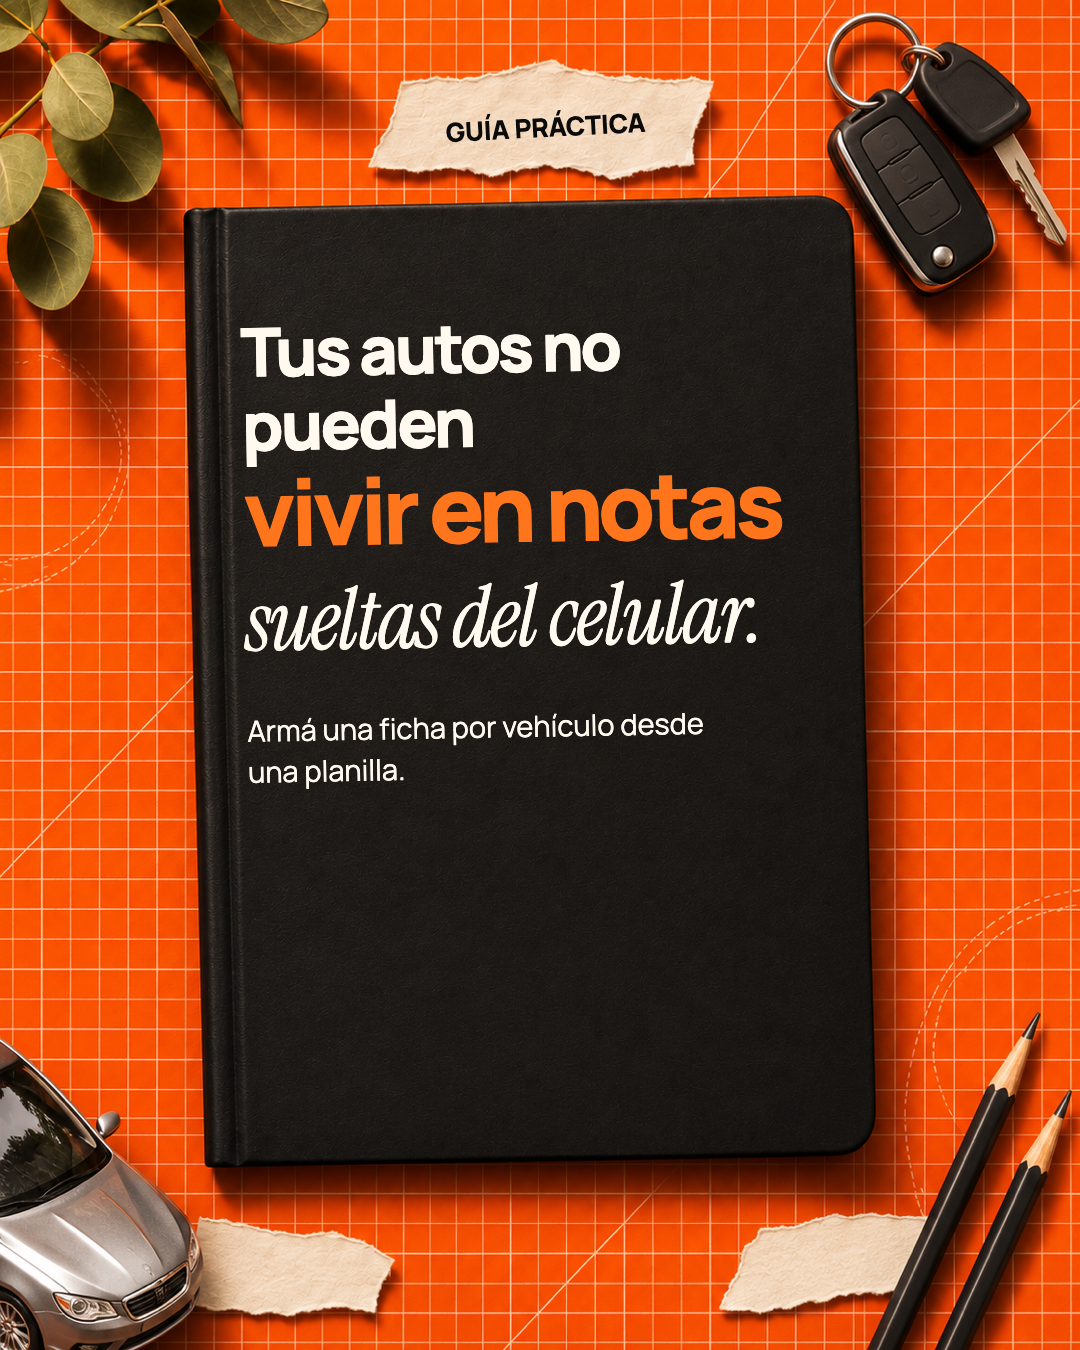 GUÍA PRÁCTICA
Tus autos no
pueden
vivir en notas
sueltas del celular.
Armá una ficha por vehículo desde
una planilla.